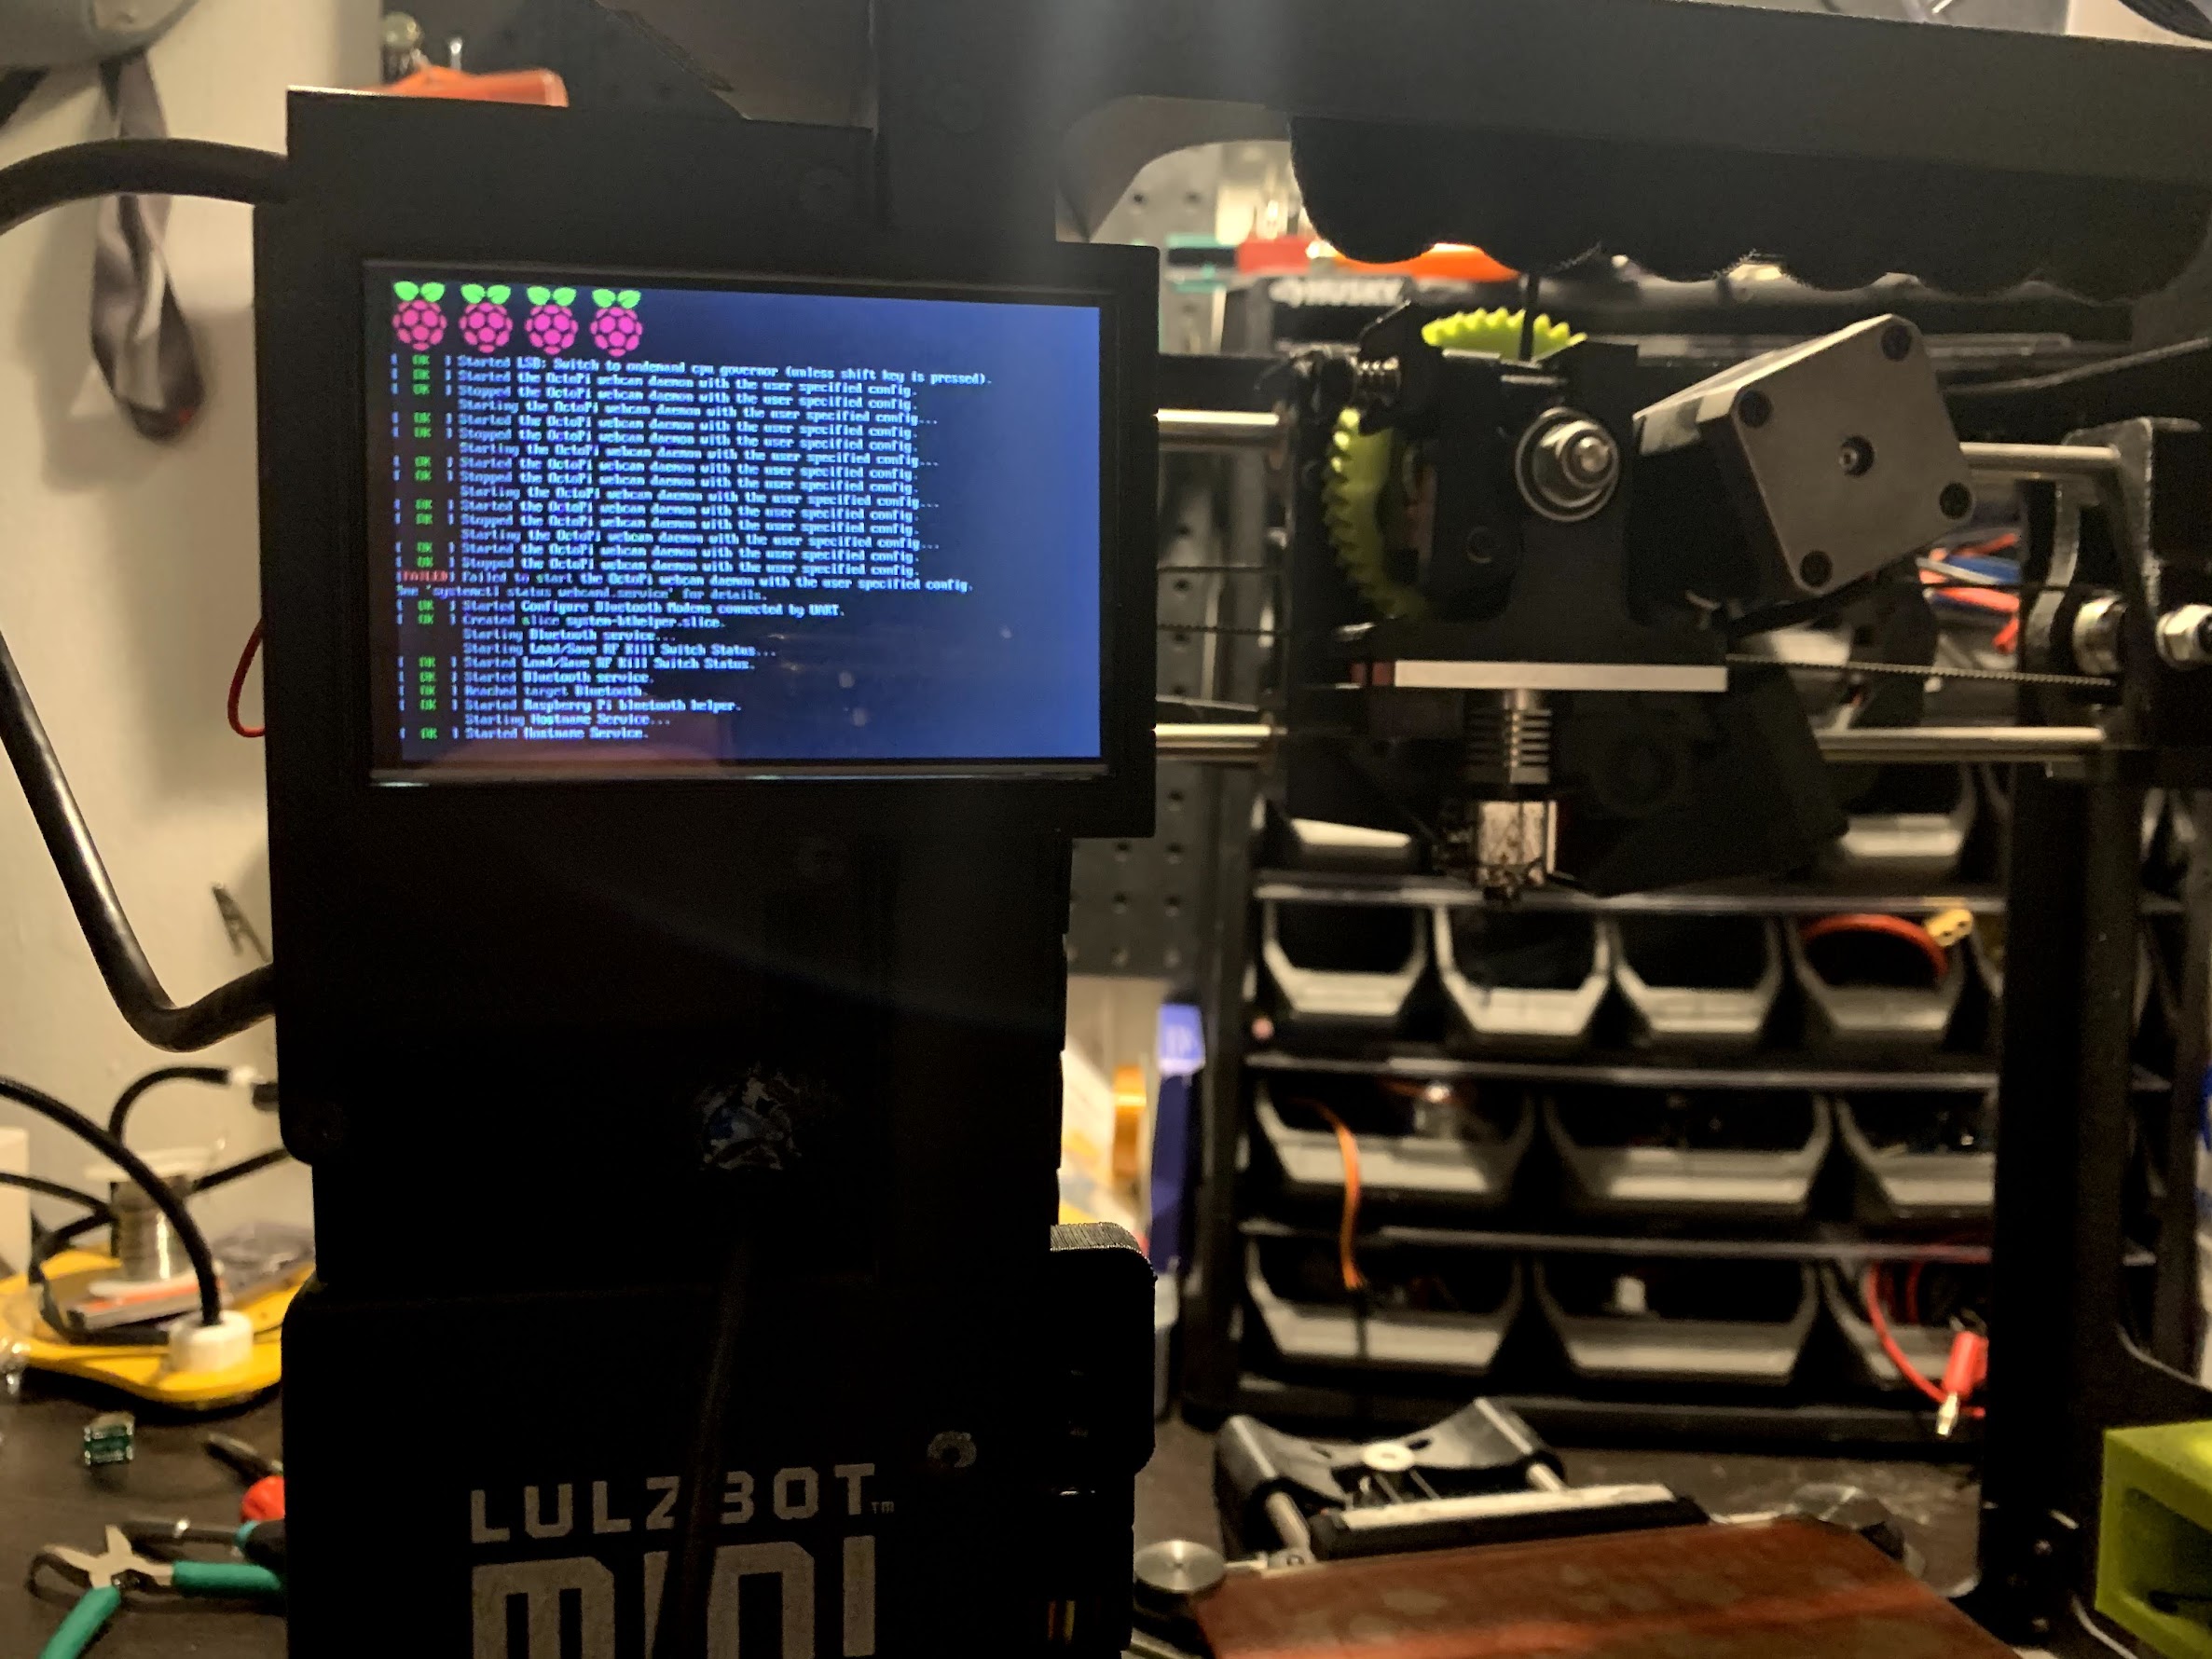 HUSKY
[ OK ] Started LSB: Switch to ondemand cpu governor (unless shift key is pressed).
[ OK ] Started the OctoPi webcam daemon with the user specified config.
[ OK ] Stopped the OctoPi webcam daemon with the user specified config.
Starting the OctoPi webcam daemon with the user specified config...
[ OK ] Started the OctoPi webcam daemon with the user specified config.
[ OK ] Stopped the OctoPi webcam daemon with the user specified config.
Starting the OctoPi webcam daemon with the user specified config...
[ OK ] Started the OctoPi webcam daemon with the user specified config.
[ OK ] Stopped the OctoPi webcam daemon with the user specified config.
Starting the OctoPi webcam daemon with the user specified config...
[ OK ] Started the OctoPi webcam daemon with the user specified config.
[ OK ] Stopped the OctoPi webcam daemon with the user specified config.
Starting the OctoPi webcam daemon with the user specified config...
[ OK ] Started the OctoPi webcam daemon with the user specified config.
[ OK ] Stopped the OctoPi webcam daemon with the user specified config.
[FAILED] Failed to start the OctoPi webcam daemon with the user specified config.
See 'systemctl status webcamd.service' for details.
[ OK ] Started Configure Bluetooth Modems connected by UART.
[ OK ] Created slice system-bthelper.slice.
Starting Bluetooth service...
Starting Load/Save RF Kill Switch Status...
[ OK ] Started Load/Save RF Kill Switch Status.
[ OK ] Started Bluetooth service.
[ OK ] Reached target Bluetooth.
[ OK ] Started Raspberry Pi bluetooth helper.
Starting Hostname Service...
[ OK ] Started Hostname Service.
LULZBOT™
MINI